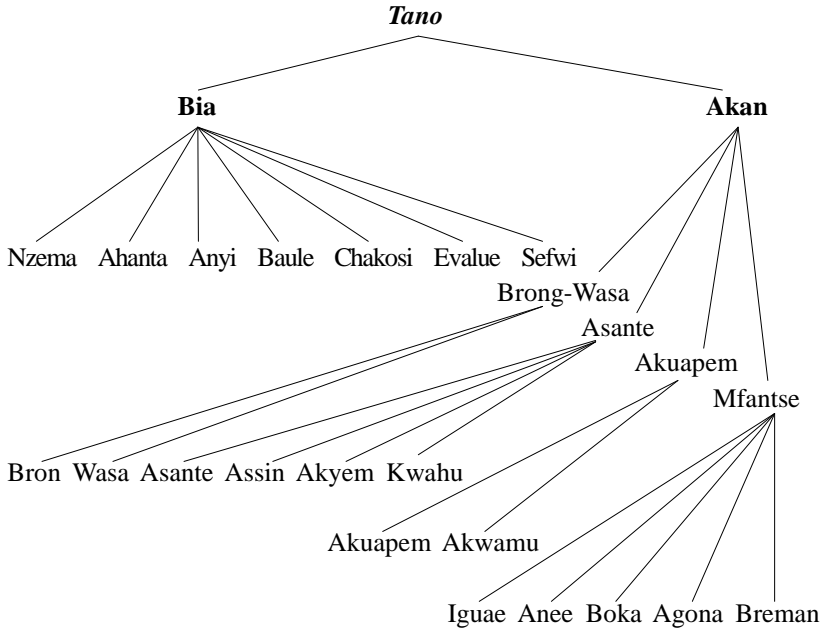 Tano
Bia Akan
Nzema Ahanta Anyi Baule Chakosi Evalue Sefwi
Brong-Wasa
Asante
Akuapem
Mfantse
Bron Wasa Asante Assin Akyem Kwahu
Akuapem Akwamu
Iguae Anee Boka Agona Breman